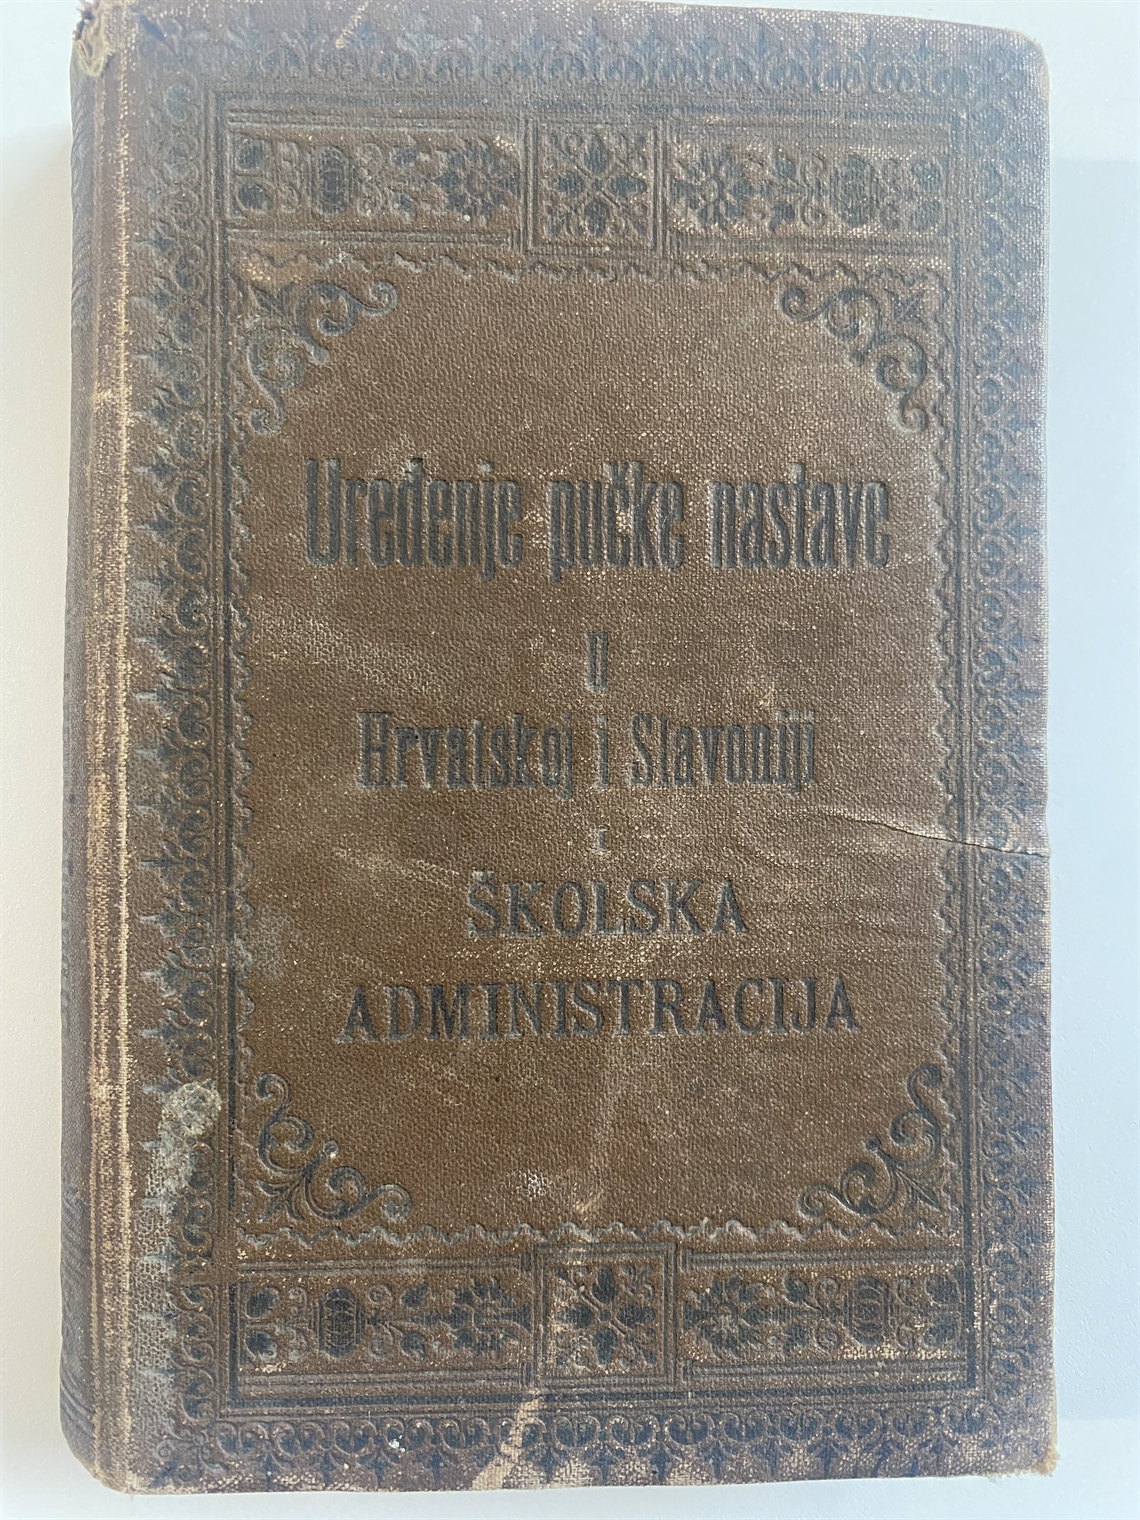 Uređenje pučke nastave
u
Hrvatskoj i Slavoniji
I
ŠKOLSKA
ADMINISTRACIJA